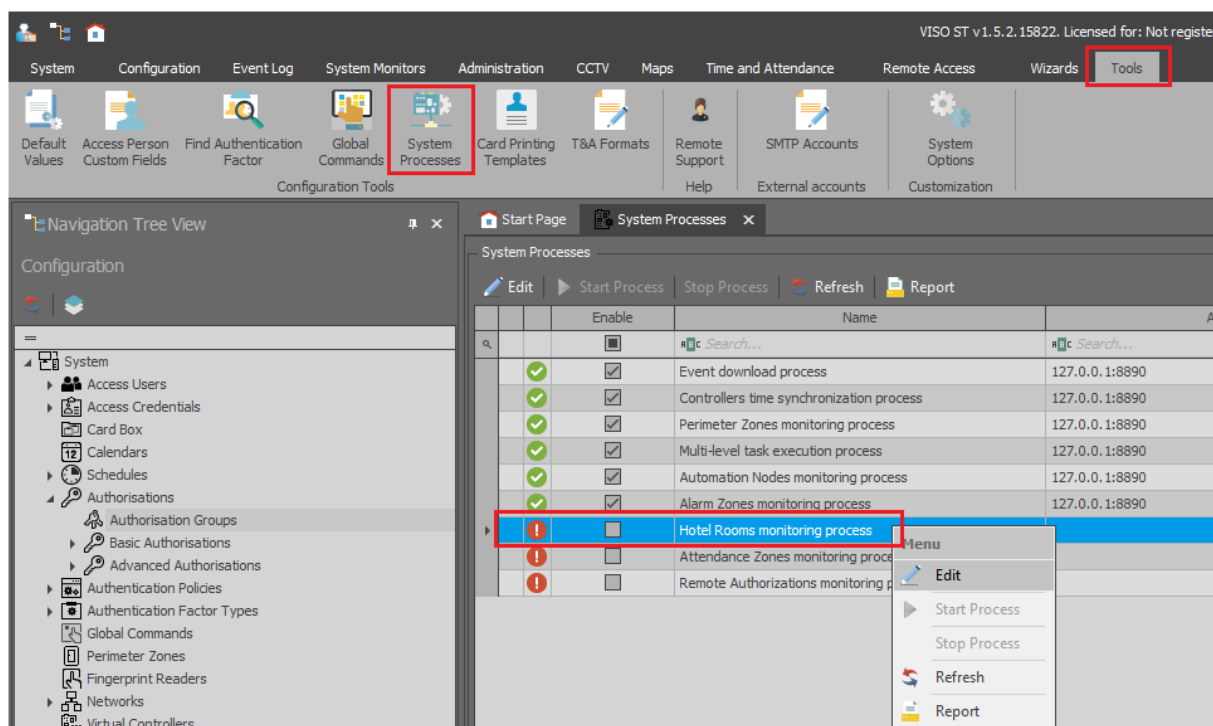 VISO ST v1.5.2.15822. Licensed for: Not registe
System Configuration Event Log System Monitors Administration CCTV Maps Time and Attendance Remote Access Wizards Tools
Default Values
Access Person Custom Fields
Find Authentication Factor
Global Commands
System Processes
Card Printing Templates
T&A Formats
Remote Support
SMTP Accounts
System Options
Configuration Tools Help External accounts Customization
Navigation Tree View
Configuration
System
Access Users
Access Credentials
Card Box
12 Calendars
Schedules
Authorisations
Authorisation Groups
Basic Authorisations
Advanced Authorisations
Authentication Policies
Authentication Factor Types
Global Commands
Perimeter Zones
Fingerprint Readers
Networks
Virtual Controllers
Start Page System Processes
System Processes
Edit Start Process Stop Process Refresh Report
Enable Name A
Search... Search...
Event download process 127.0.0.1:8890
Controllers time synchronization process 127.0.0.1:8890
Perimeter Zones monitoring process 127.0.0.1:8890
Multi-level task execution process 127.0.0.1:8890
Automation Nodes monitoring process 127.0.0.1:8890
Alarm Zones monitoring process 127.0.0.1:8890
Hotel Rooms monitoring process
Attendance Zones monitoring proce
Remote Authorizations monitoring p
Menu
Edit
Start Process
Stop Process
Refresh
Report